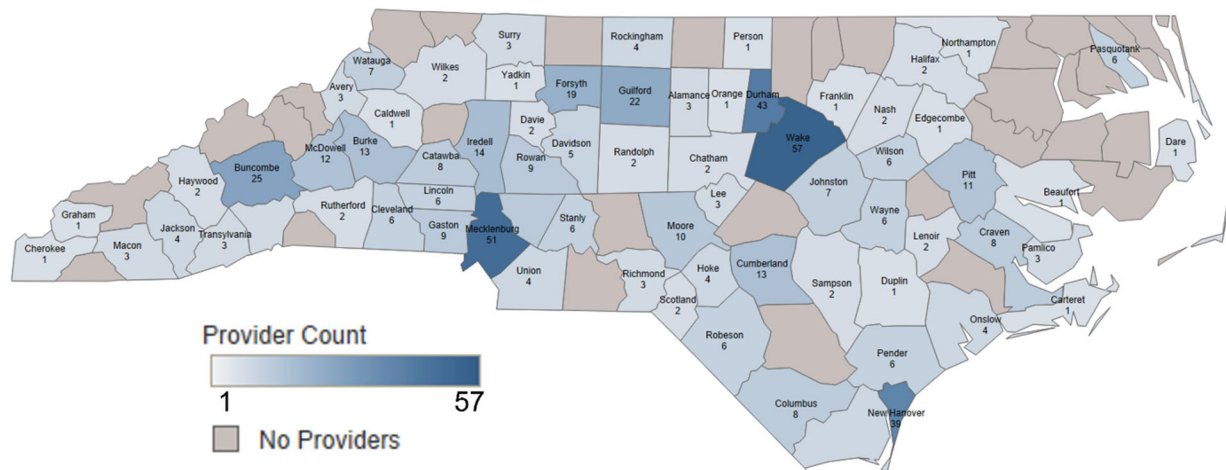 Surry
3
Rockingham
4
Person
1
Northampton
1
Pasquotank
6
Watauga
7
Wilkes
2
Halifax
2
Avery
3
Yadkin
1
Forsyth
19
Guilford
22
Alamance
3
Orange
1
Durham
43
Franklin
1
Nash
2
Edgecombe
1
Caldwell
1
Davie
2
Wake
57
McDowell
12
Burke
13
Iredell
14
Davidson
5
Randolph
2
Chatham
2
Wilson
6
Dare
1
Buncombe
25
Catawba
8
Rowan
9
Haywood
2
Johnston
7
Pitt
11
Lincoln
6
Lee
3
Beaufort
1
Rutherford
2
Cleveland
6
Graham
1
Gaston
9
Mecklenburg
51
Stanly
6
Moore
10
Wayne
6
Jackson
4
Transylvania
3
Lenoir
2
Craven
8
Cherokee
1
Macon
3
Pamlico
3
Union
4
Richmond
3
Hoke
4
Cumberland
13
Sampson
2
Duplin
1
Scotland
2
Carteret
1
Onslow
4
Robeson
6
Pender
6
Columbus
8
New Hanover
39
Provider Count
1 57
No Providers